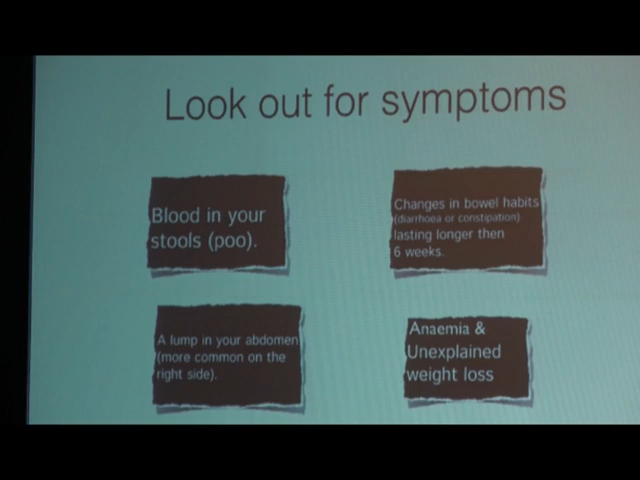 Look out for symptoms
Blood in your
stools (poo).
Changes in bowel habits
(diarrhoea or constipation)
lasting longer then
6 weeks.
A lump in your abdomen
(more common on the
right side).
Anaemia &
Unexplained
weight loss